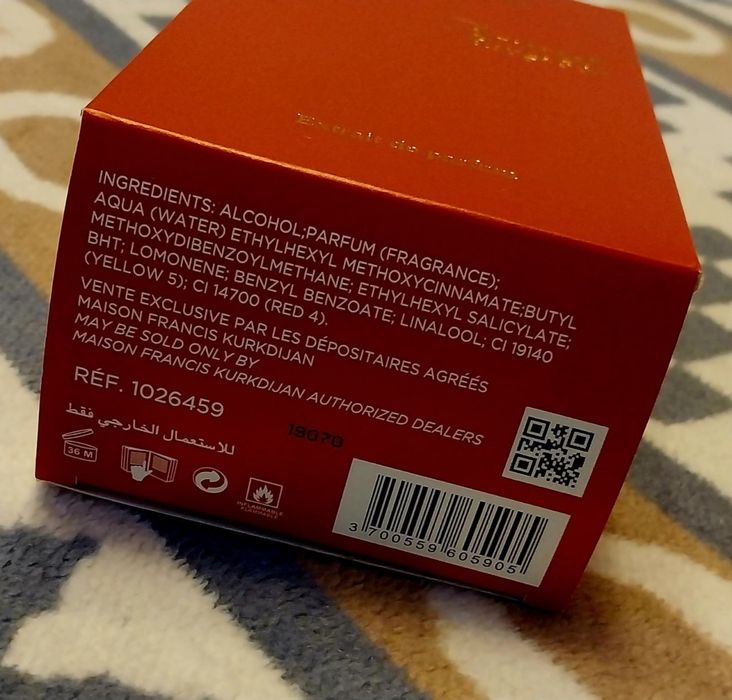 Extrait de parfum
INGREDIENTS: ALCOHOL;PARFUM (FRAGRANCE);
AQUA (WATER) ETHYLHEXYL METHOXYCINNAMATE;BUTYL
METHOXYDIBENZOYLMETHANE; ETHYLHEXYL SALICYLATE;
BHT; LOMONENE; BENZYL BENZOATE; LINALOOL; CI 19140
(YELLOW 5); CI 14700 (RED 4).
VENTE EXCLUSIVE PAR LES DÉPOSITAIRES AGRÉÉS
MAISON FRANCIS KURKDIJAN
MAY BE SOLD ONLY BY
MAISON FRANCIS KURKDIJAN AUTHORIZED DEALERS
RÉF. 1026459
19070
للاستعمال الخارجي فقط
36 M
INFLAMMABLE
FLAMMABLE
3 700559 605905